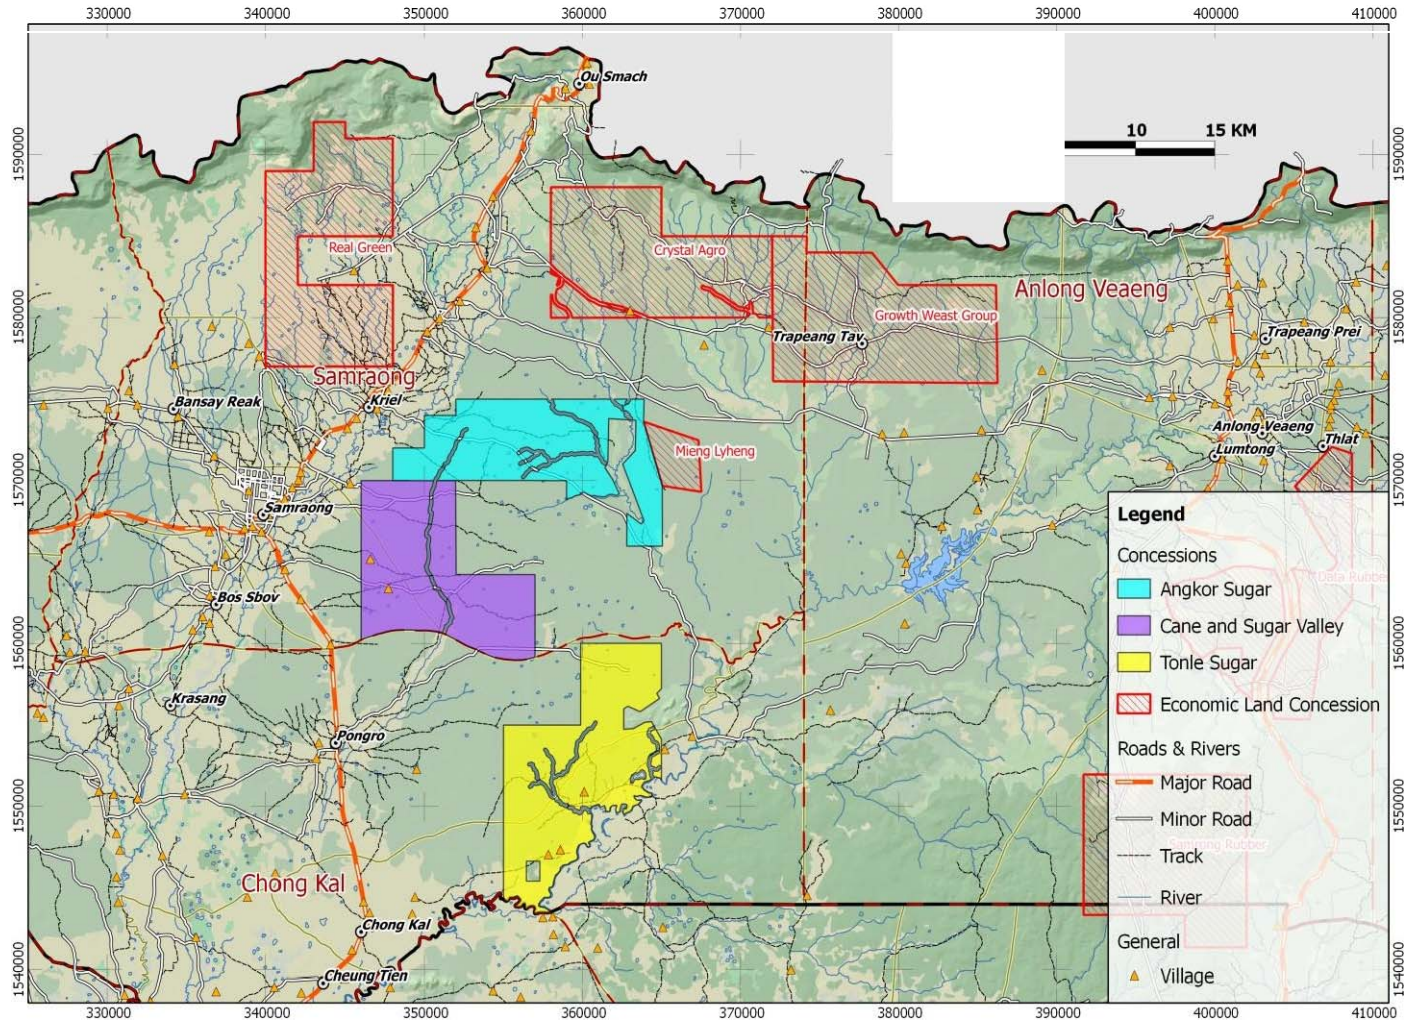 330000 340000 350000 360000 370000 380000 390000 400000 410000
Ou Smach
10 15 KM
1590000
1590000
Real Green
Crystal Agro
Anlong Veaeng
1580000
1580000
Growth Weast Group
Trapeang Tav
Trapeang Prei
Samraong
Bansay Reak
Kriel
Anlong Veaeng
Thlat
Mieng Lyheng
Lumtong
1570000
1570000
Samraong
Legend
Concessions
Data Rubber
Angkor Sugar
Bos Sbov
Cane and Sugar Valley
1560000
1560000
Tonle Sugar
Krasang
Economic Land Concession
Pongro
Roads & Rivers
Major Road
1550000
1550000
Minor Road
Rubber
Track
Chong Kal
River
Chong Kal
General
Cheung Tien
Village
1540000
1540000
330000 340000 350000 360000 370000 380000 390000 400000 410000